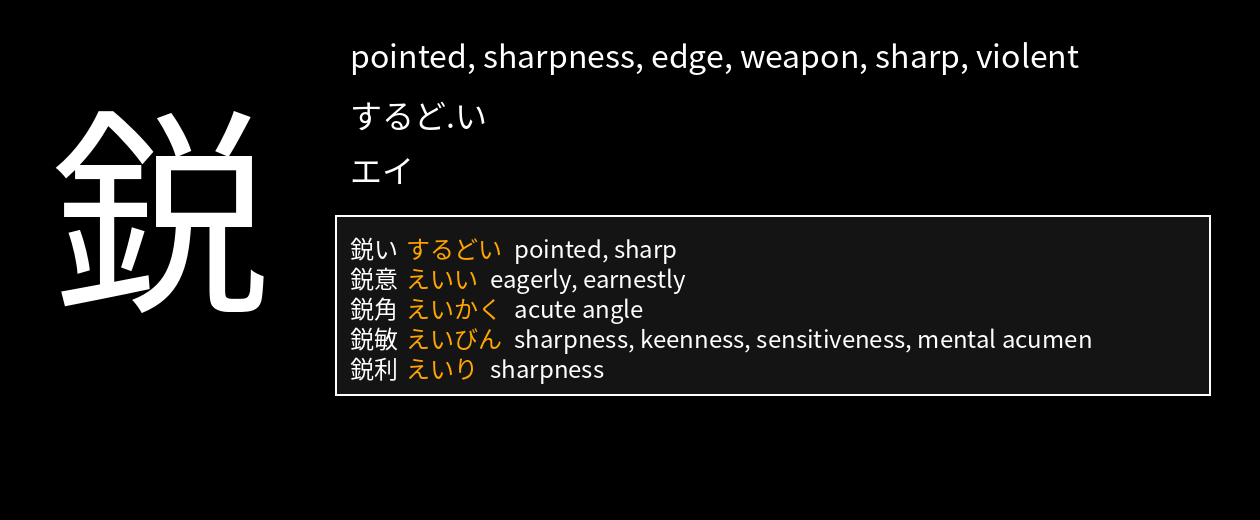 鋭
pointed, sharpness, edge, weapon, sharp, violent
するど.い
エイ
鋭い するどい pointed, sharp
鋭意 えいい eagerly, earnestly
鋭角 えいかく acute angle
鋭敏 えいびん sharpness, keenness, sensitiveness, mental acumen
鋭利 えいり sharpness